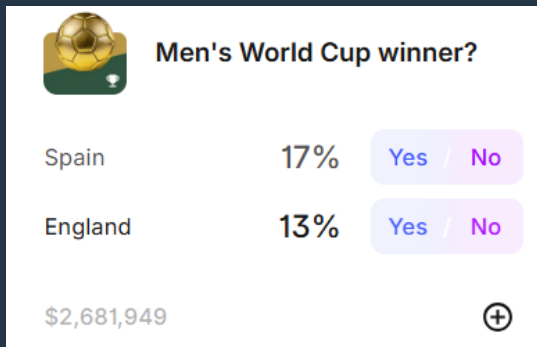 Men's World Cup winner?
Spain 17% Yes / No
England 13% Yes / No
$2,681,949